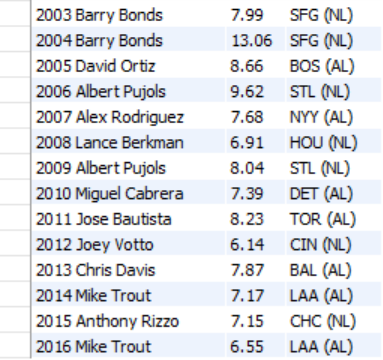 2003 Barry Bonds 7.99 SFG (NL)
2004 Barry Bonds 13.06 SFG (NL)
2005 David Ortiz 8.66 BOS (AL)
2006 Albert Pujols 9.62 STL (NL)
2007 Alex Rodriguez 7.68 NYY (AL)
2008 Lance Berkman 6.91 HOU (NL)
2009 Albert Pujols 8.04 STL (NL)
2010 Miguel Cabrera 7.39 DET (AL)
2011 Jose Bautista 8.23 TOR (AL)
2012 Joey Votto 6.14 CIN (NL)
2013 Chris Davis 7.87 BAL (AL)
2014 Mike Trout 7.17 LAA (AL)
2015 Anthony Rizzo 7.15 CHC (NL)
2016 Mike Trout 6.55 LAA (AL)